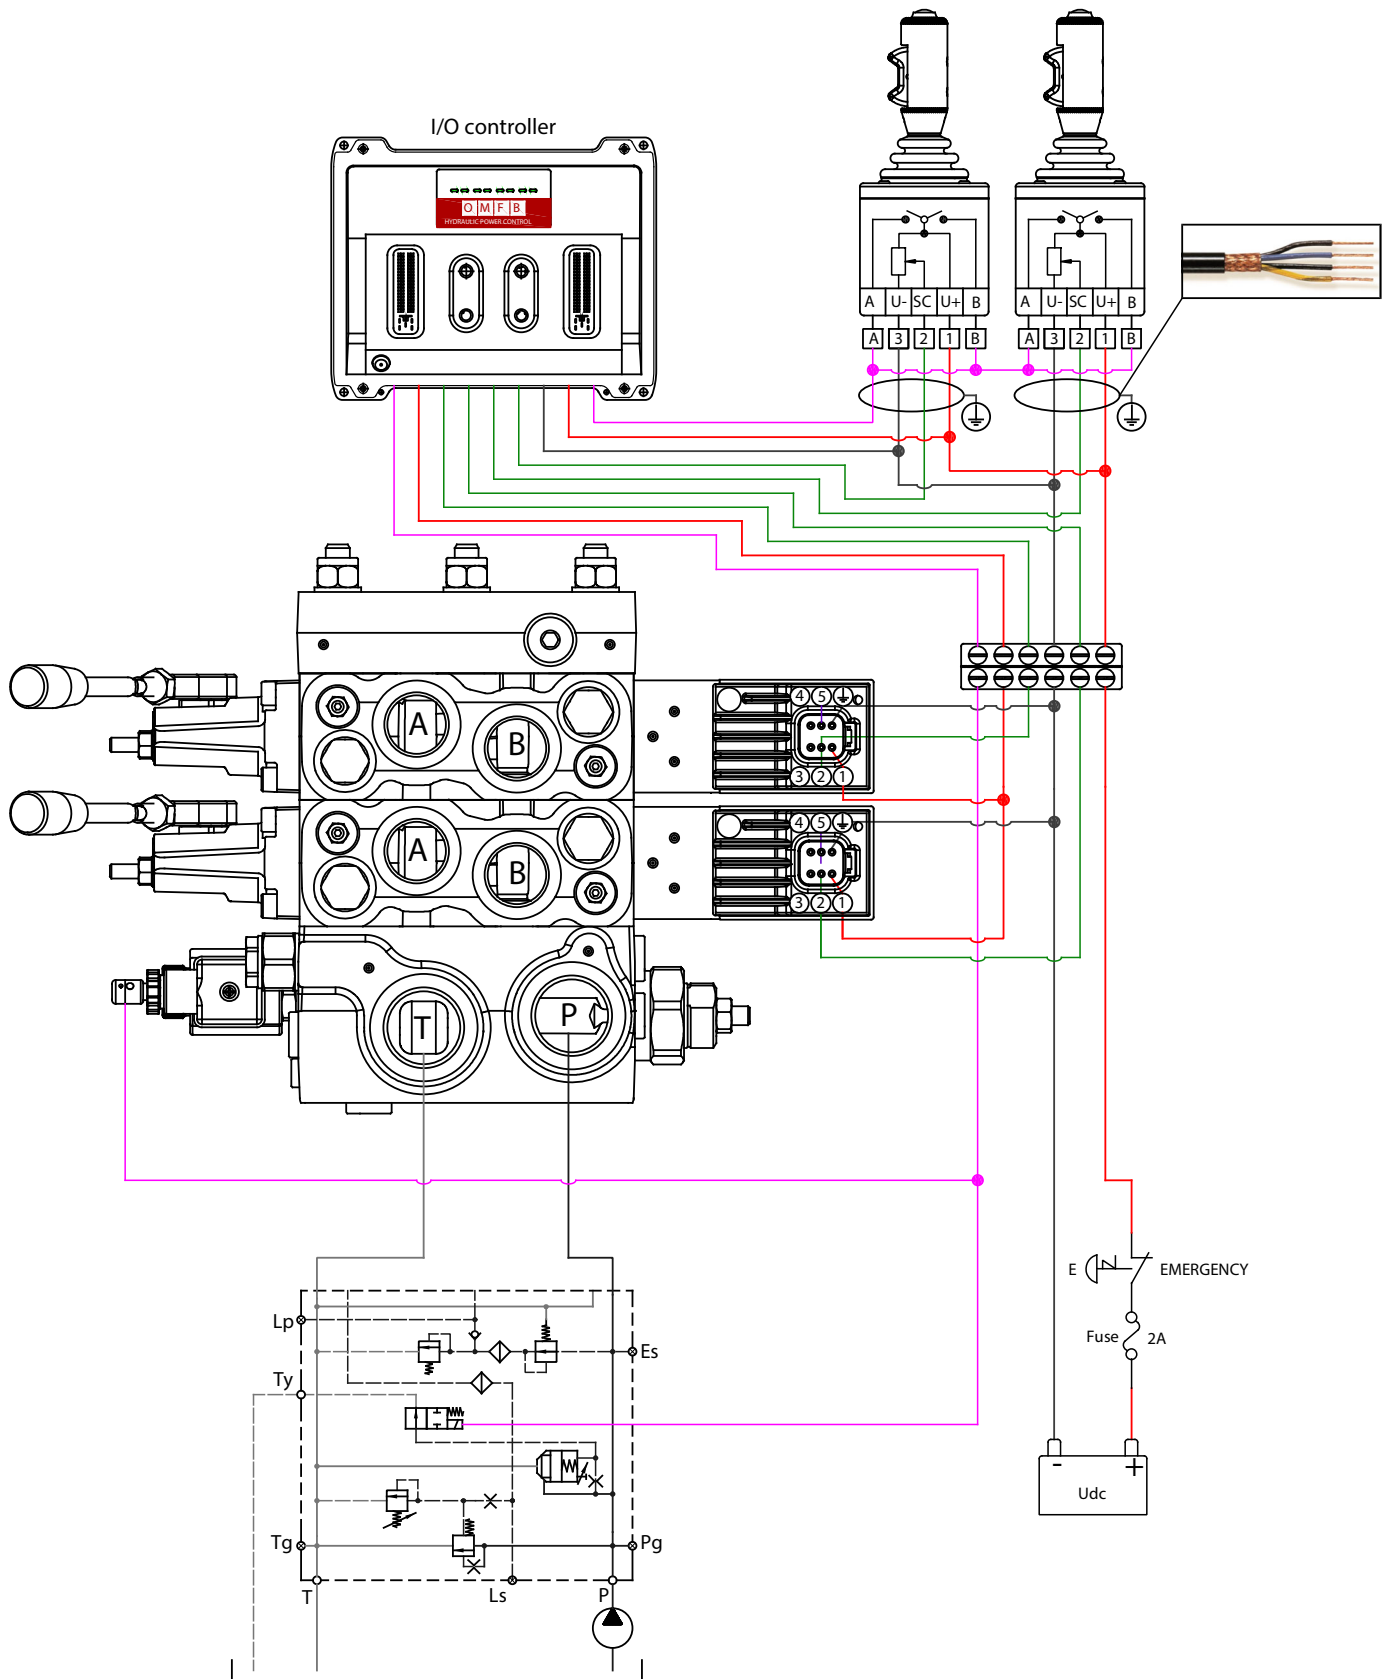 I/O controller
O M F B
HYDRAULIC POWER CONTROL
A U- SC U+ B
A U- SC U+ B
A 3 2 1 B
A 3 2 1 B
4 5
A
B
3 2 1
4 5
A
B
3 2 1
T
P
E EMERGENCY
Fuse 2A
Lp
Es
Ty
- +
Udc
Tg
Pg
T
Ls
P